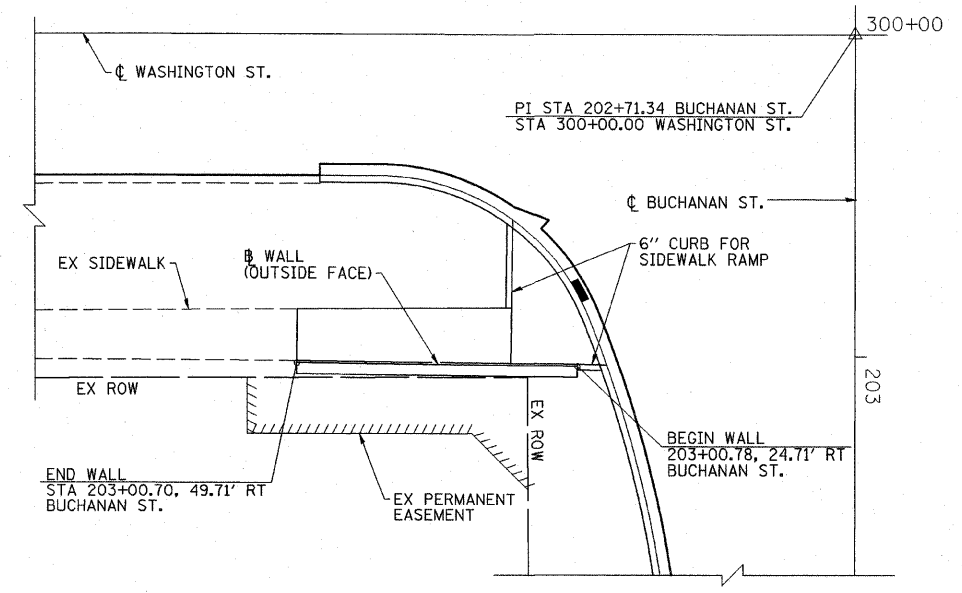 300+00
℄ WASHINGTON ST.
PI STA 202+71.34 BUCHANAN ST.
STA 300+00.00 WASHINGTON ST.
℄ BUCHANAN ST.
6" CURB FOR
SIDEWALK RAMP
EX SIDEWALK
B WALL
(OUTSIDE FACE)
EX ROW
EX ROW
203
BEGIN WALL
203+00.78, 24.71' RT
BUCHANAN ST.
END WALL
STA 203+00.70, 49.71' RT
BUCHANAN ST.
EX PERMANENT
EASEMENT